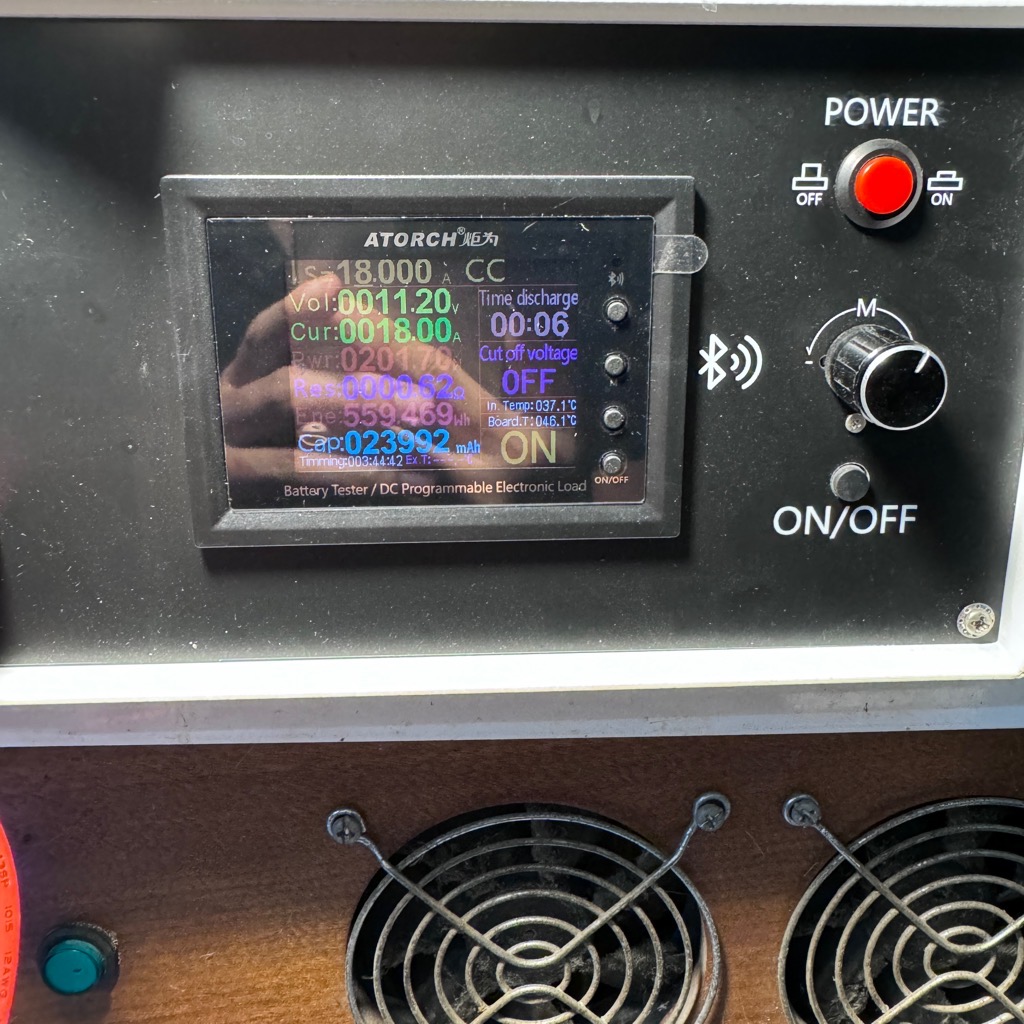 POWER
OFF
ON
ATORCH®炬为
IS=18.000 A CC
Vol:0011.20V
Time discharge
Cur:0018.00A
00:06
Pwr:0201.70
Cut off voltage
Res:0000.62Ω
OFF
In. Temp:037.1℃
Ene:559.469Wh
Board.T:046.1℃
Cap:023992 mAh
ON
Timming:003:44:42 Ex.T:
ON/OFF
Battery Tester / DC Programmable Electronic Load
M
-
ON/OFF
12AWG